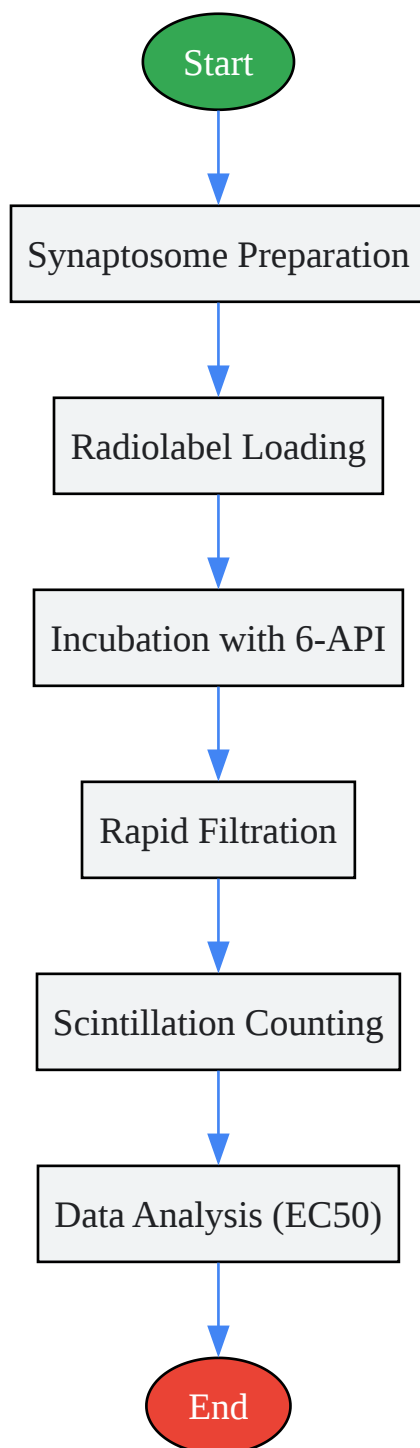 Start
Synaptosome Preparation
Radiolabel Loading
Incubation with 6-API
Rapid Filtration
Scintillation Counting
Data Analysis (EC50)
End